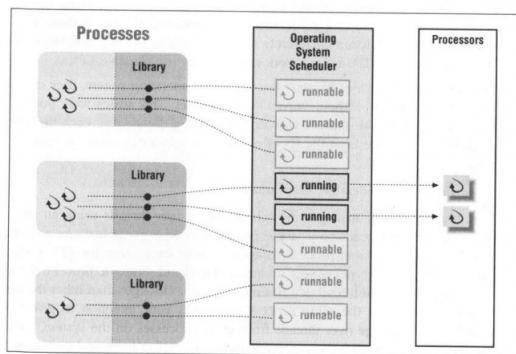 Processes
Library
Library
Library
Operating
System
Scheduler
runnable
runnable
runnable
running
running
runnable
runnable
runnable
Processors